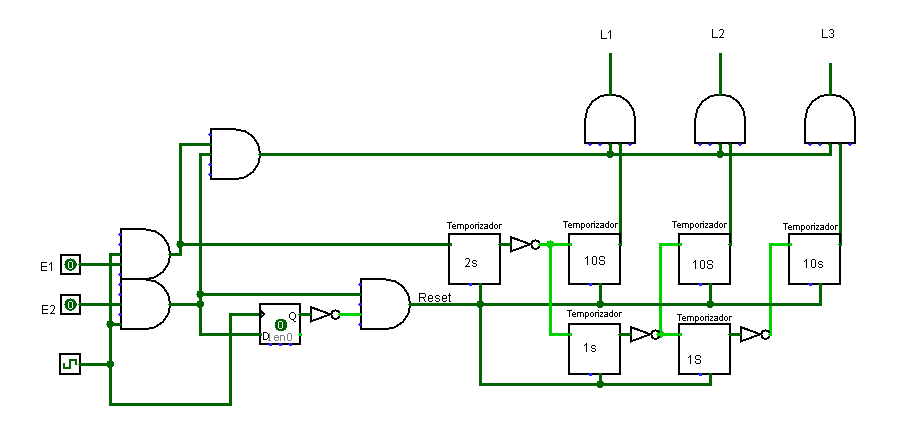 L1
L2
L3
Temporizador
Temporizador
Temporizador
Temporizador
2s
10S
10S
10s
E1
0
E2
0
Reset
Q
0
D
en0
Temporizador
Temporizador
1s
1S